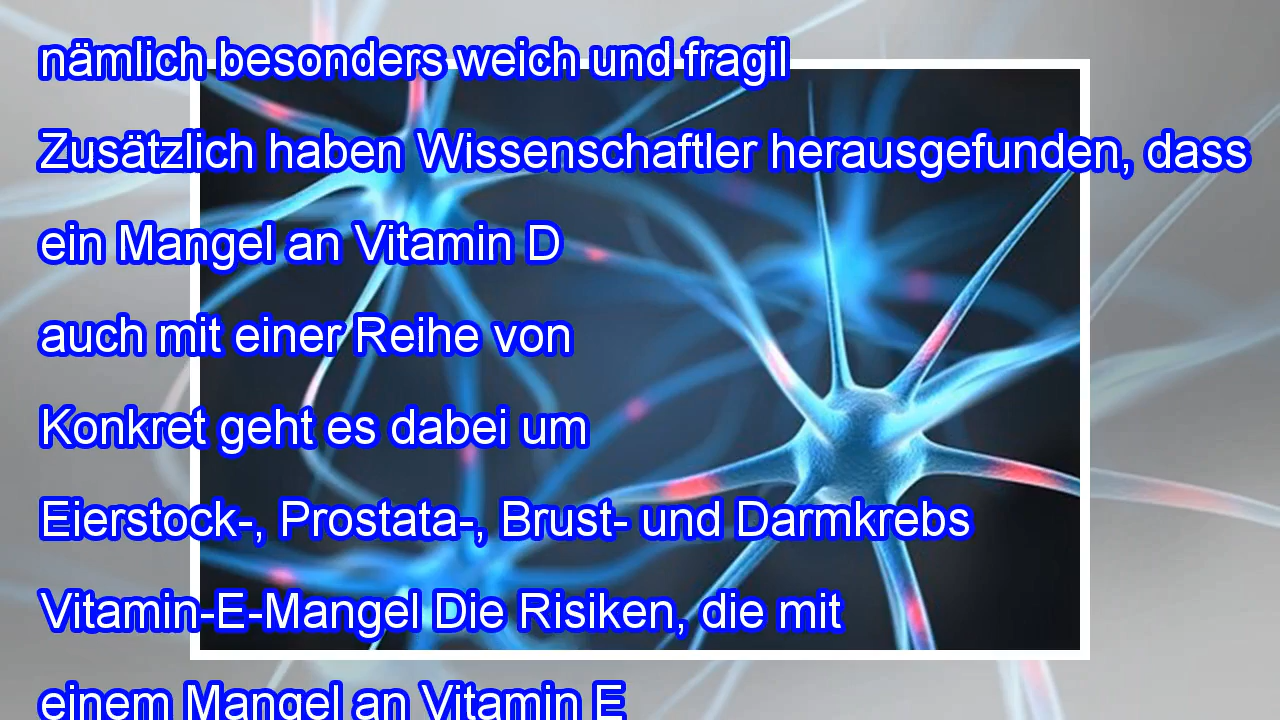 nämlich besonders weich und fragil
Zusätzlich haben Wissenschaftler herausgefunden, dass
ein Mangel an Vitamin D
auch mit einer Reihe von
Konkret geht es dabei um
Eierstock-, Prostata-, Brust- und Darmkrebs
Vitamin-E-Mangel Die Risiken, die mit
einem Mangel an Vitamin E